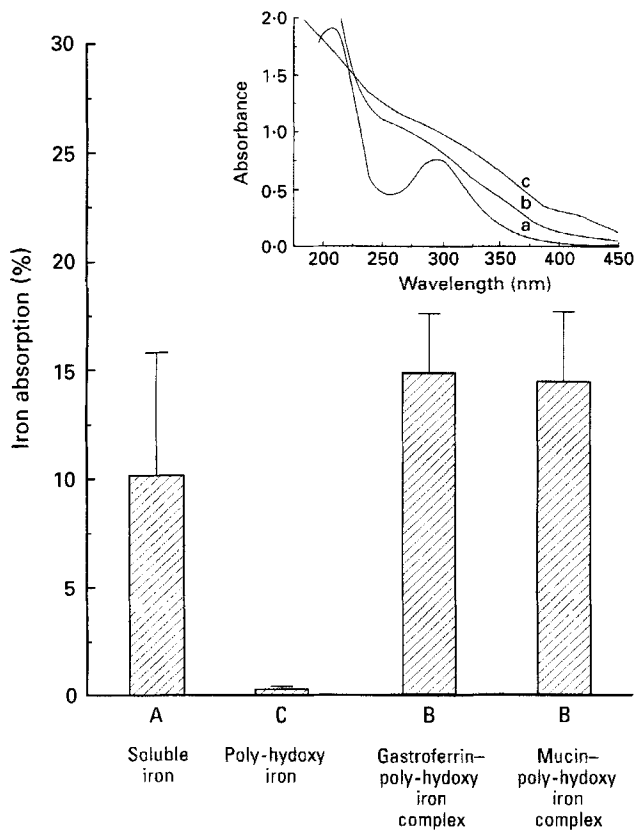 2·0
1·5
1·0
0·5
0·0
Absorbance
c
b
a
200 250 300 350 400 450
Wavelength (nm)
30
25
20
15
10
5
0
Iron absorption (%)
A C B B
Soluble
iron
Poly-hydoxy
iron
Gastroferrin–
poly-hydoxy
iron
complex
Mucin–
poly-hydoxy
iron
complex